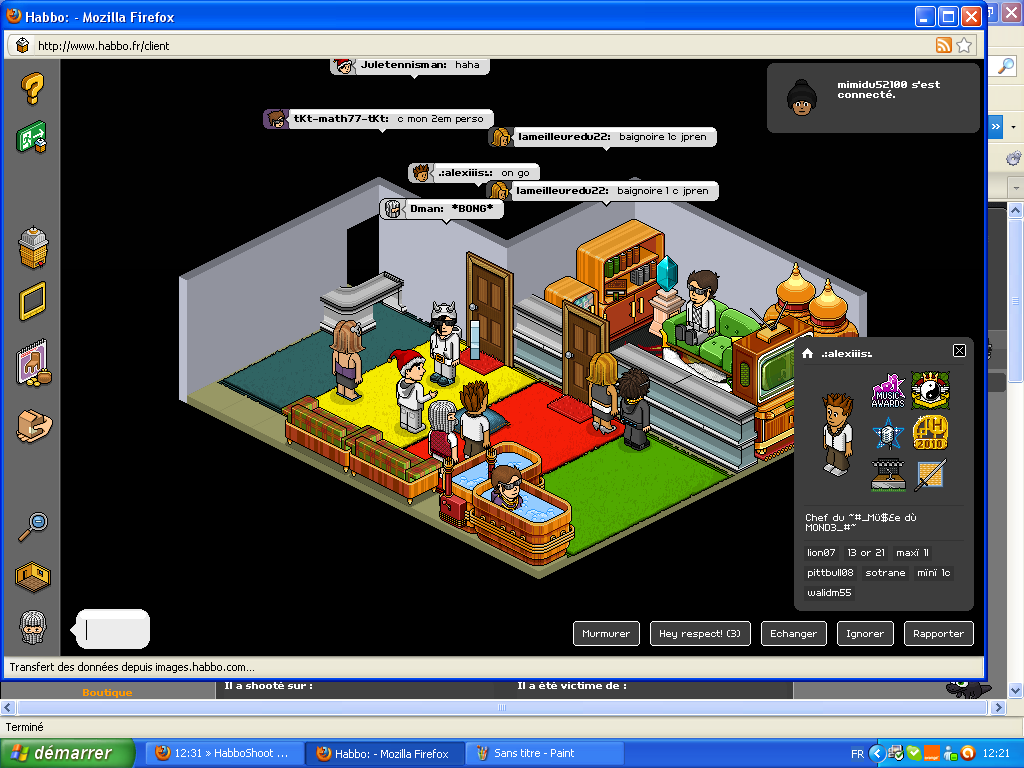 Habbo: - Mozilla Firefox
http://www.habbo.fr/client
Juletennisman: haha
mimidu52100 s'est
connecté.
tKt-math77-tKt: c mon 2em perso
lameilleuredu22: baignoire 1c jpren
.:alexiiis:.: on go
lameilleuredu22: baignoire 1 c jpren
Dman: *BONG*
.:alexiiis:.
NRJ
MUSIC
AWARDS
H
2010
Chef du ~#_Mü$£e dù
MOND3_#~
lion07 13 or 21 maxï 1l
pittbull08 sotrane mïnï 1c
walidm55
Murmurer
Hey respect! (3)
Echanger
Ignorer
Rapporter
Transfert des données depuis images.habbo.com...
Boutique
Il a shooté sur :
Il a été victime de :
Terminé
démarrer
12:31 » HabboShoot ...
Habbo: - Mozilla Firefox
Sans titre - Paint
FR
12:21